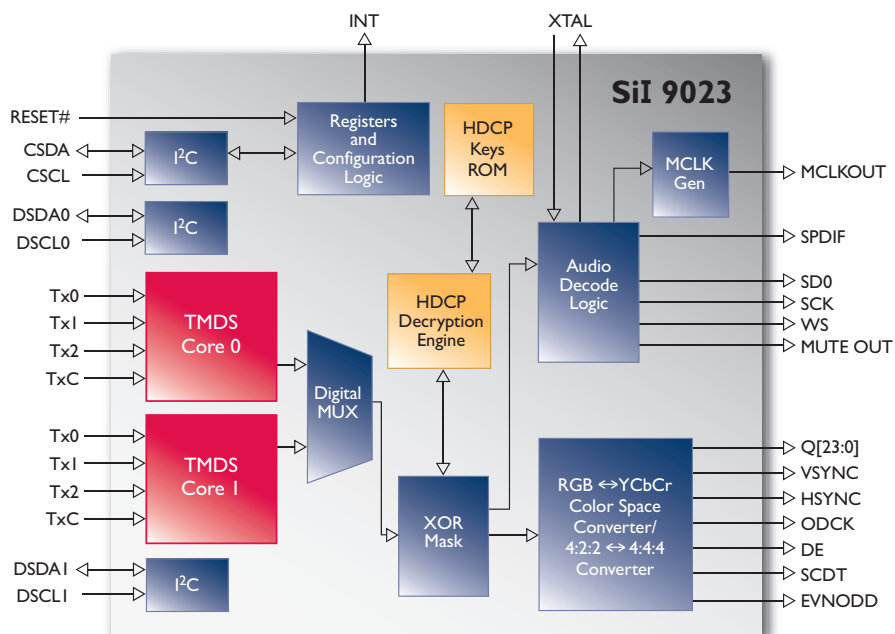 INT
XTAL
SiI 9023
RESET#
CSDA
CSCL
I²C
Registers
and
Configuration
Logic
HDCP
Keys
ROM
MCLK
Gen
MCLKOUT
DSDA0
DSCL0
I²C
Audio
Decode
Logic
SPDIF
SD0
SCK
WS
MUTE OUT
Tx0
Tx1
Tx2
TxC
TMDS
Core 0
HDCP
Decryption
Engine
Digital
MUX
Tx0
Tx1
Tx2
TxC
TMDS
Core 1
XOR
Mask
RGB ↔YCbCr
Color Space
Converter/
4:2:2 ↔ 4:4:4
Converter
Q[23:0]
VSYNC
HSYNC
ODCK
DE
SCDT
EVNODD
DSDA1
DSCL1
I²C